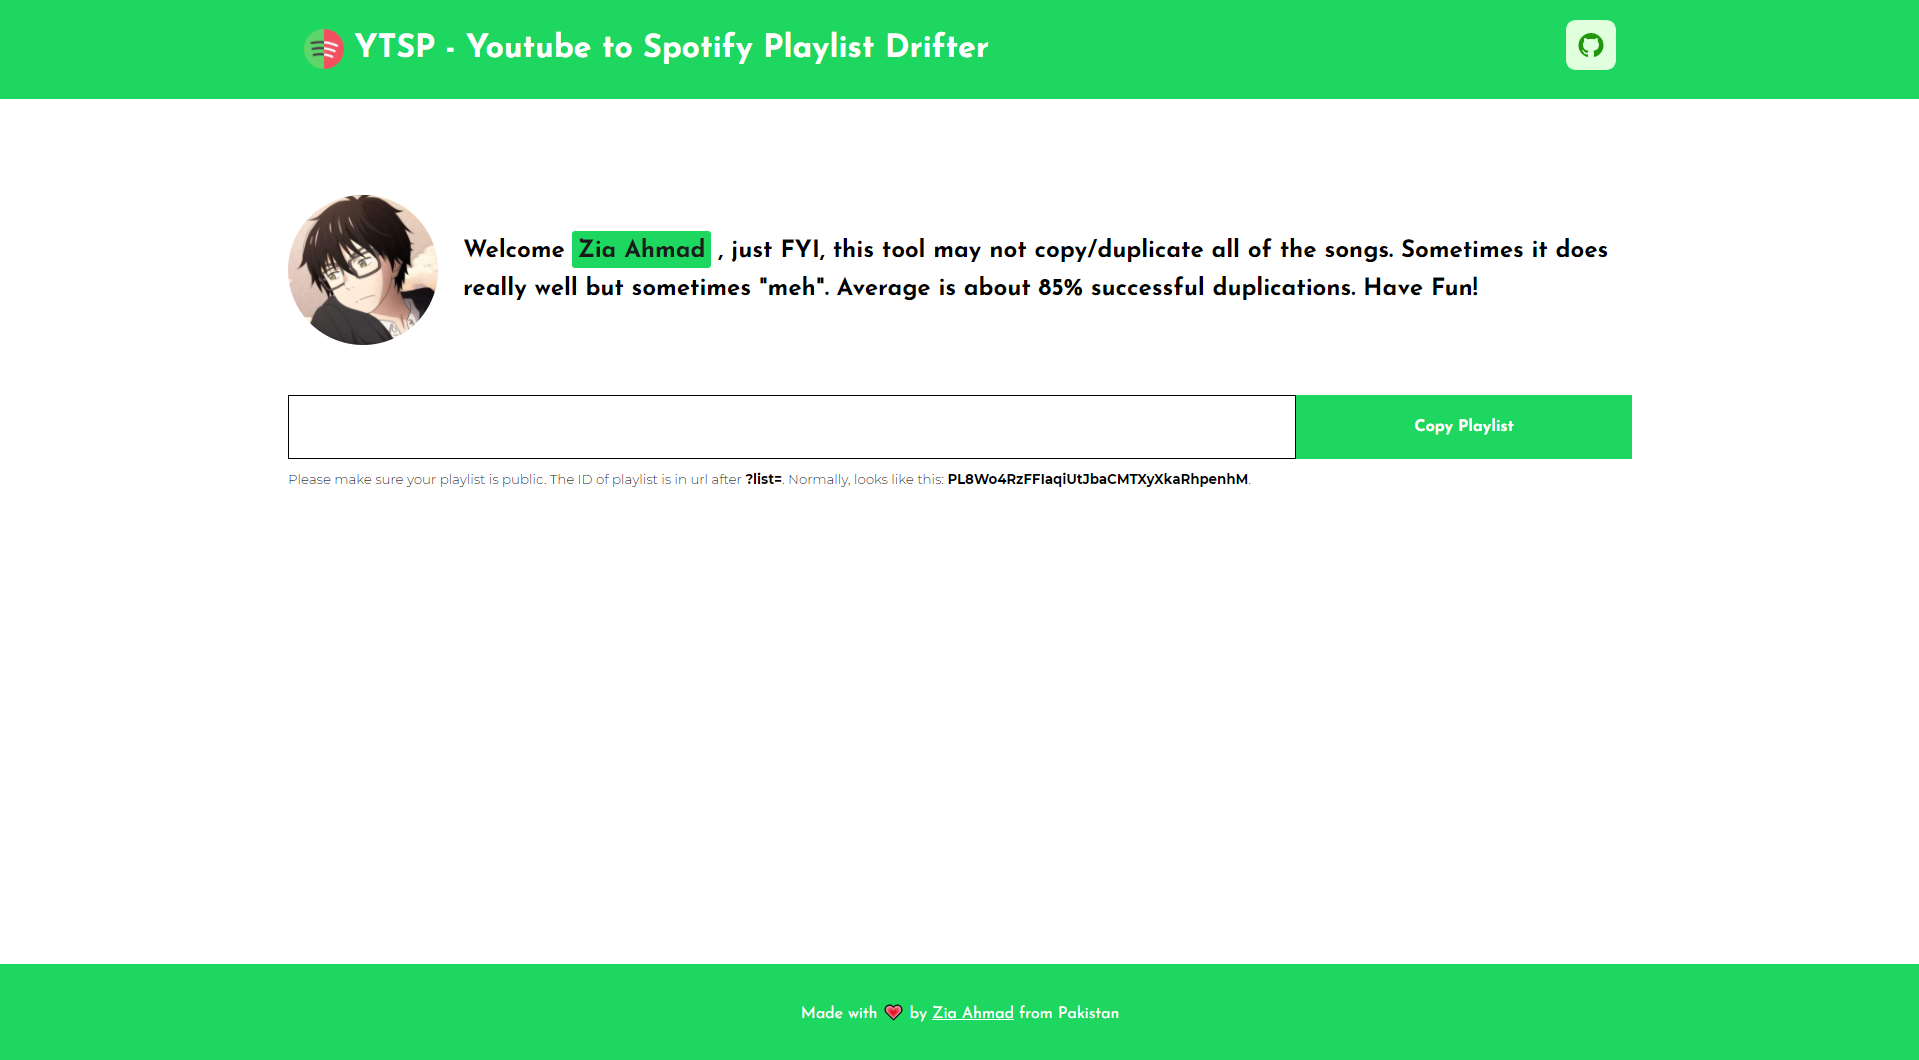 YTSP - Youtube to Spotify Playlist Drifter
Welcome Zia Ahmad , just FYI, this tool may not copy/duplicate all of the songs. Sometimes it does
really well but sometimes "meh". Average is about 85% successful duplications. Have Fun!
Copy Playlist
Please make sure your playlist is public. The ID of playlist is in url after ?list=. Normally, looks like this: PL8Wo4RzFFIaqiUtJbaCMTXyXkaRhpenhM.
Made with ❤️ by Zia Ahmad from Pakistan